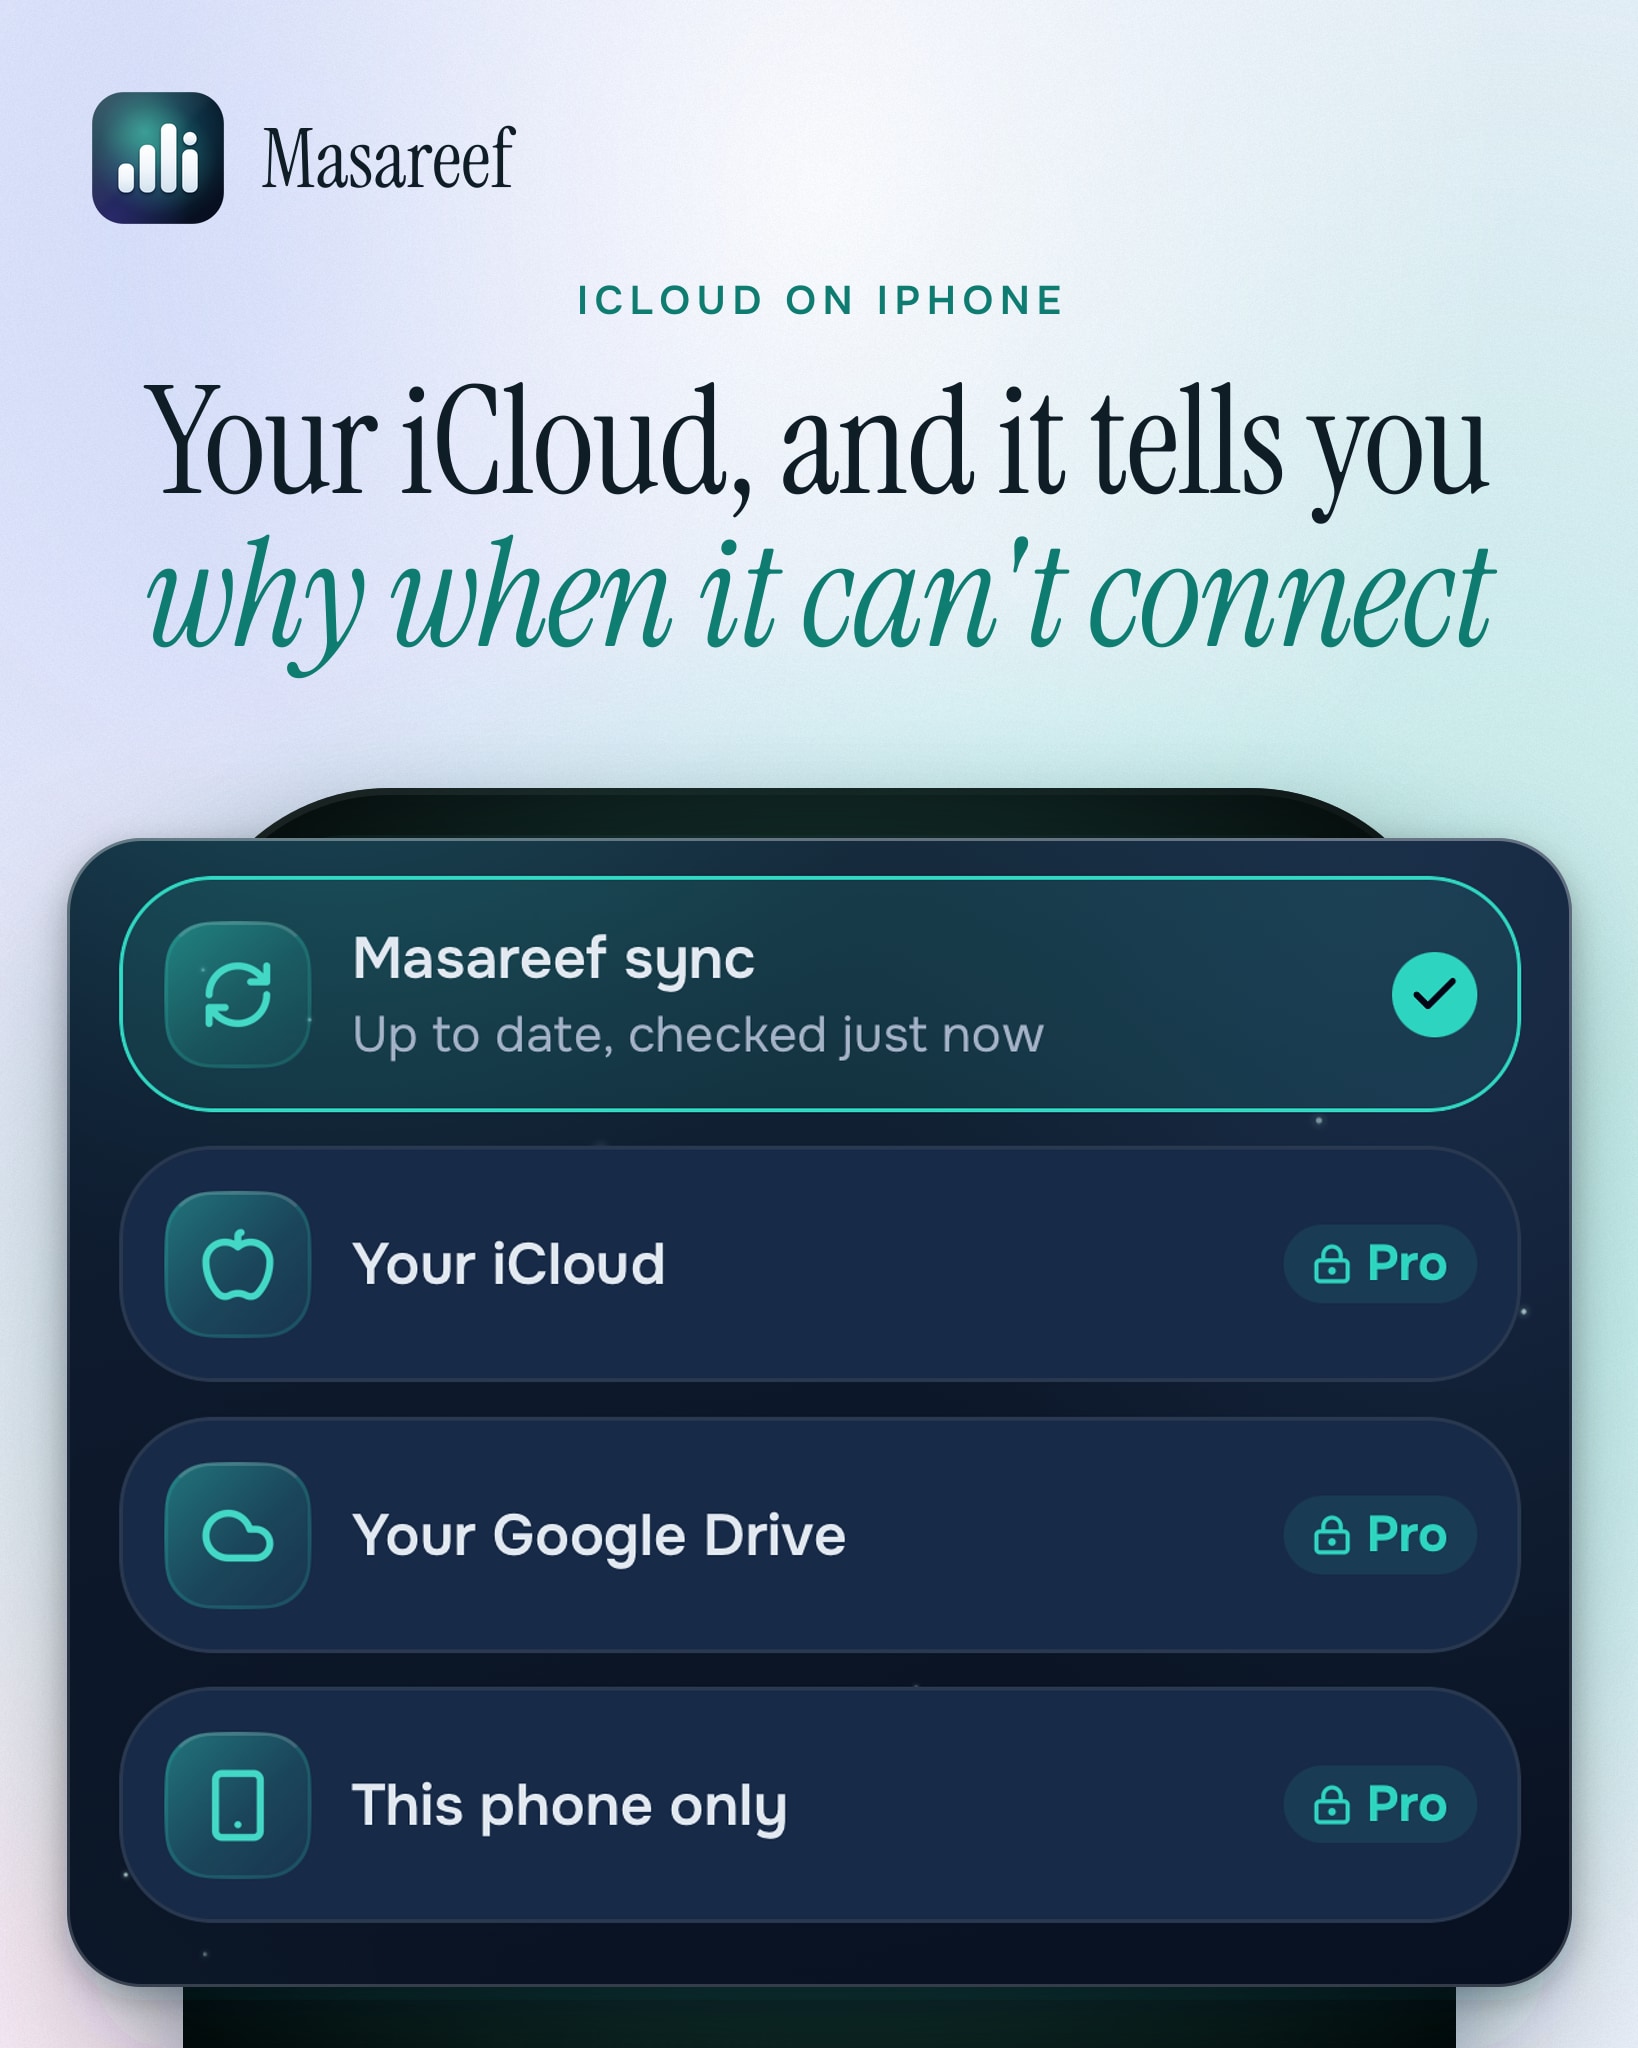 Masareef
ICLOUD ON IPHONE
Your iCloud, and it tells you
why when it can't connect
Masareef sync
Up to date, checked just now
Your iCloud
Pro
Your Google Drive
Pro
This phone only
Pro